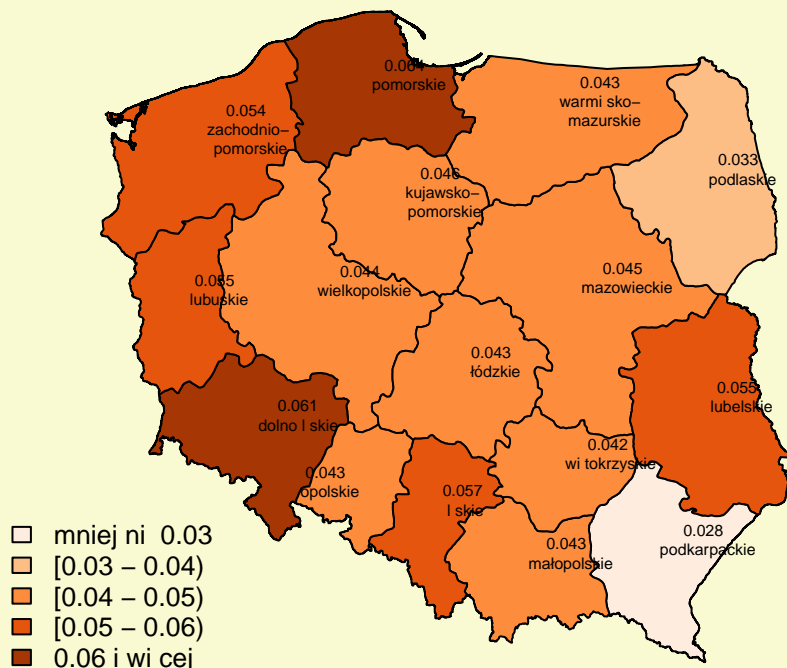 0.064
pomorskie
0.054
zachodnio–
pomorskie
0.043
warmi sko–
mazurskie
0.033
podlaskie
0.046
kujawsko–
pomorskie
0.055
lubuskie
0.044
wielkopolskie
0.045
mazowieckie
0.043
łódzkie
0.055
lubelskie
0.061
dolno l skie
0.043
opolskie
0.057
l skie
0.042
wi tokrzyskie
0.043
małopolskie
0.028
podkarpackie
mniej ni 0.03
[0.03 – 0.04)
[0.04 – 0.05)
[0.05 – 0.06)
0.06 i wi cej